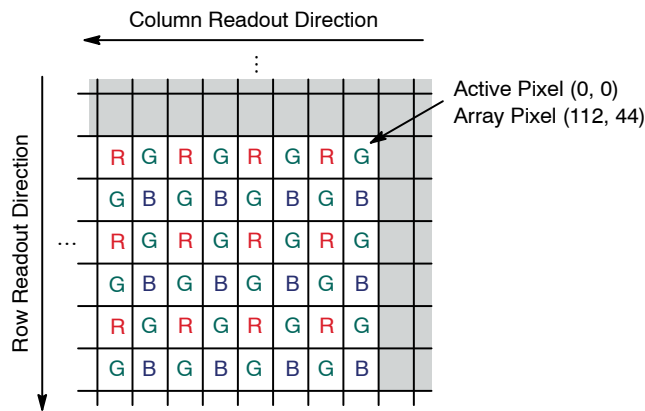 Column Readout Direction
...
Active Pixel (0, 0)
Array Pixel (112, 44)
Row Readout Direction
...
R G R G R G R G
G B G B G B G B
R G R G R G R G
G B G B G B G B
R G R G R G R G
G B G B G B G B